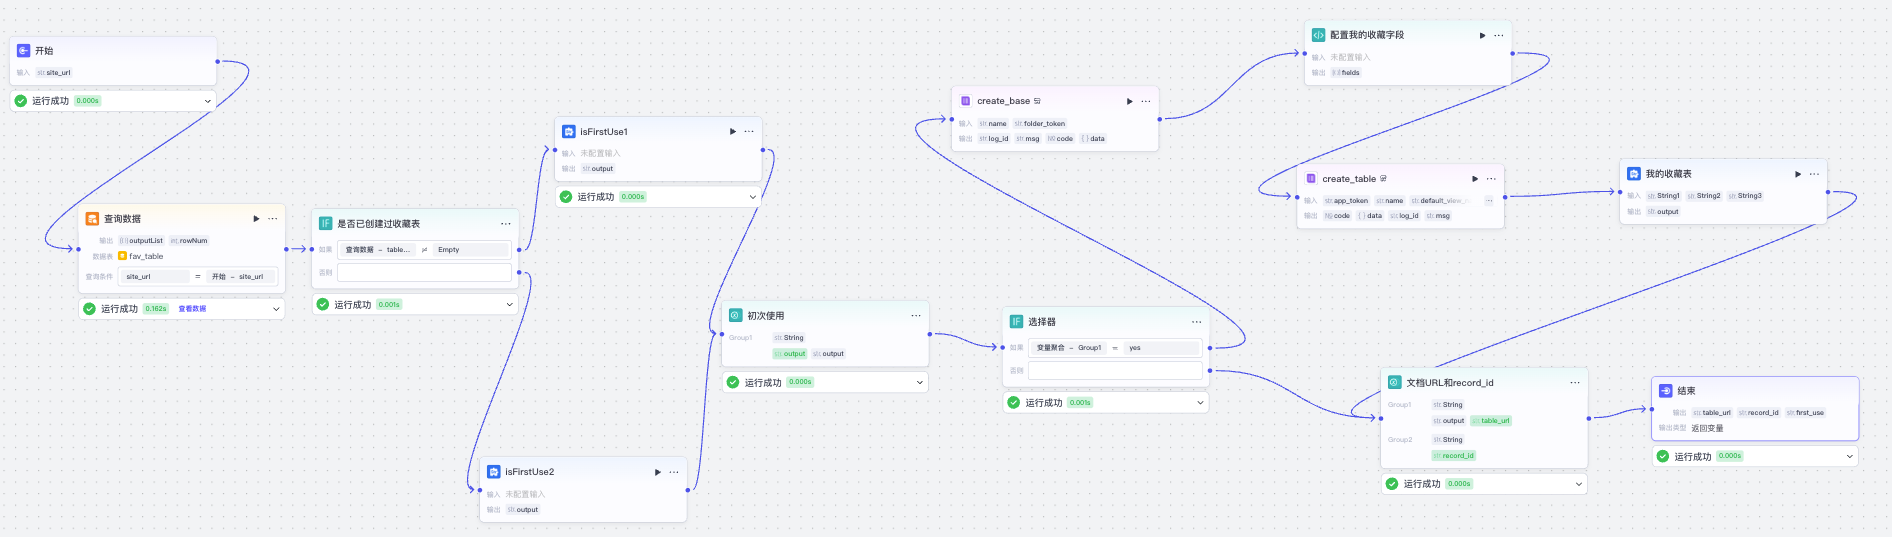 开始
输入 str. site_url
运行成功 0.000s
查询数据
输出 [{}] outputList int. rowNum
数据表 fav_table
查询条件 site_url = 开始 - site_url
运行成功 0.162s 查看数据
IF 是否已创建过收藏表
如果 查询数据 - table... ≠ Empty
否则
运行成功 0.001s
isFirstUse1
输入 未配置输入
输出 str. output
运行成功 0.000s
isFirstUse2
输入 未配置输入
输出 str. output
初次使用
Group1 str. String
str. output str. output
运行成功 0.000s
IF 选择器
如果 变量聚合 - Group1 = yes
否则
运行成功 0.001s
create_base
输入 str. name str. folder_token
输出 str. log_id str. msg code { } data
配置我的收藏字段
输入 未配置输入
输出 [{}] fields
create_table
输入 str. app_token str. name str. default_view_ ...
输出 code { } data str. log_id str. msg
我的收藏表
输入 str. String1 str. String2 str. String3
输出 str. output
文档URL和record_id
Group1 str. String
str. output str. table_url
Group2 str. String
str. record_id
运行成功 0.000s
结束
输出 str. table_url str. record_id str. first_use
输出类型 返回变量
运行成功 0.000s